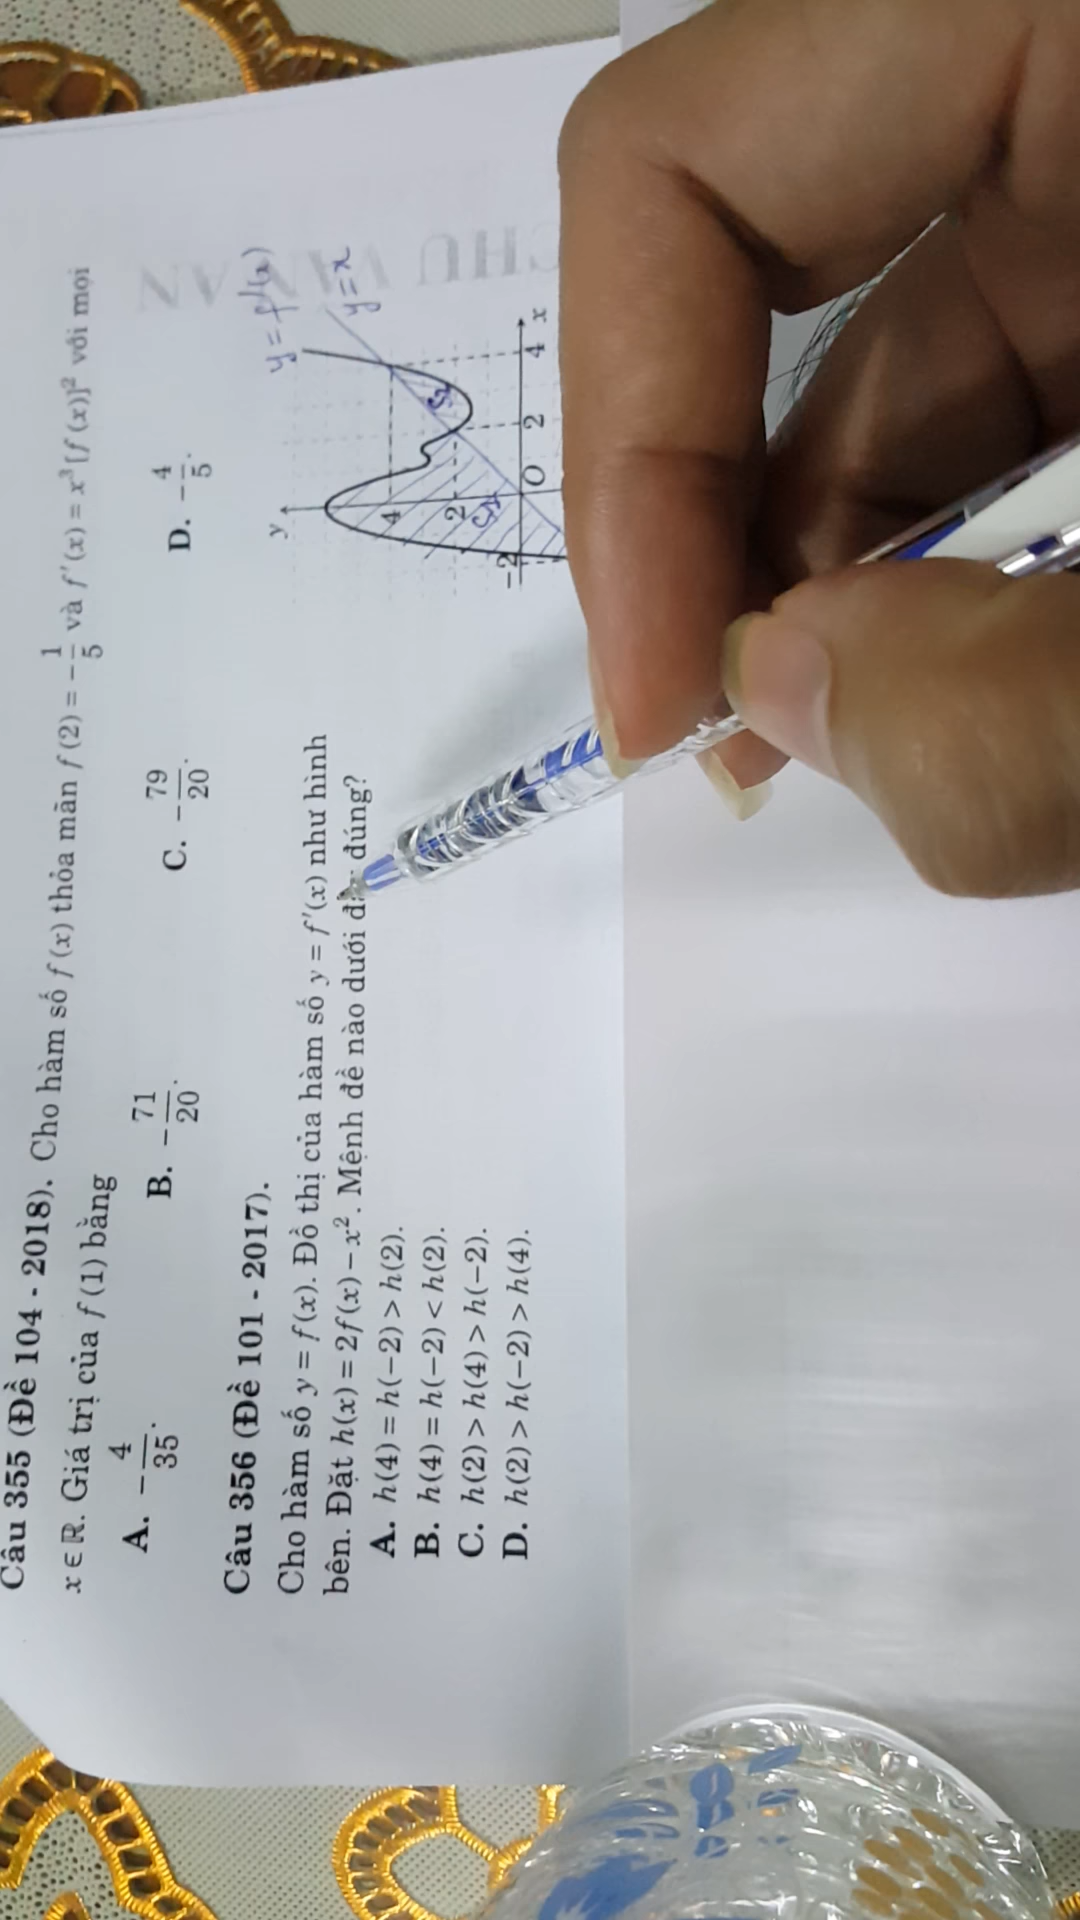 Câu 355 (Đề 104 - 2018). Cho hàm số f(x) thỏa mãn f(2) = -1/5 và f'(x) = x³[f(x)]² với mọi
x ∈ ℝ. Giá trị của f(1) bằng
A. -4/35. B. -71/20. C. -79/20. D. -4/5.
Câu 356 (Đề 101 - 2017).
Cho hàm số y = f(x). Đồ thị của hàm số y = f'(x) như hình
bên. Đặt h(x) = 2f(x) - x². Mệnh đề nào dưới đúng?
A. h(4) = h(-2) > h(2).
B. h(4) = h(-2) < h(2).
C. h(2) > h(4) > h(-2).
D. h(2) > h(-2) > h(4).
y = f'(x)
y = x
y
4
2
S1
S2
-2
O
2
4
x